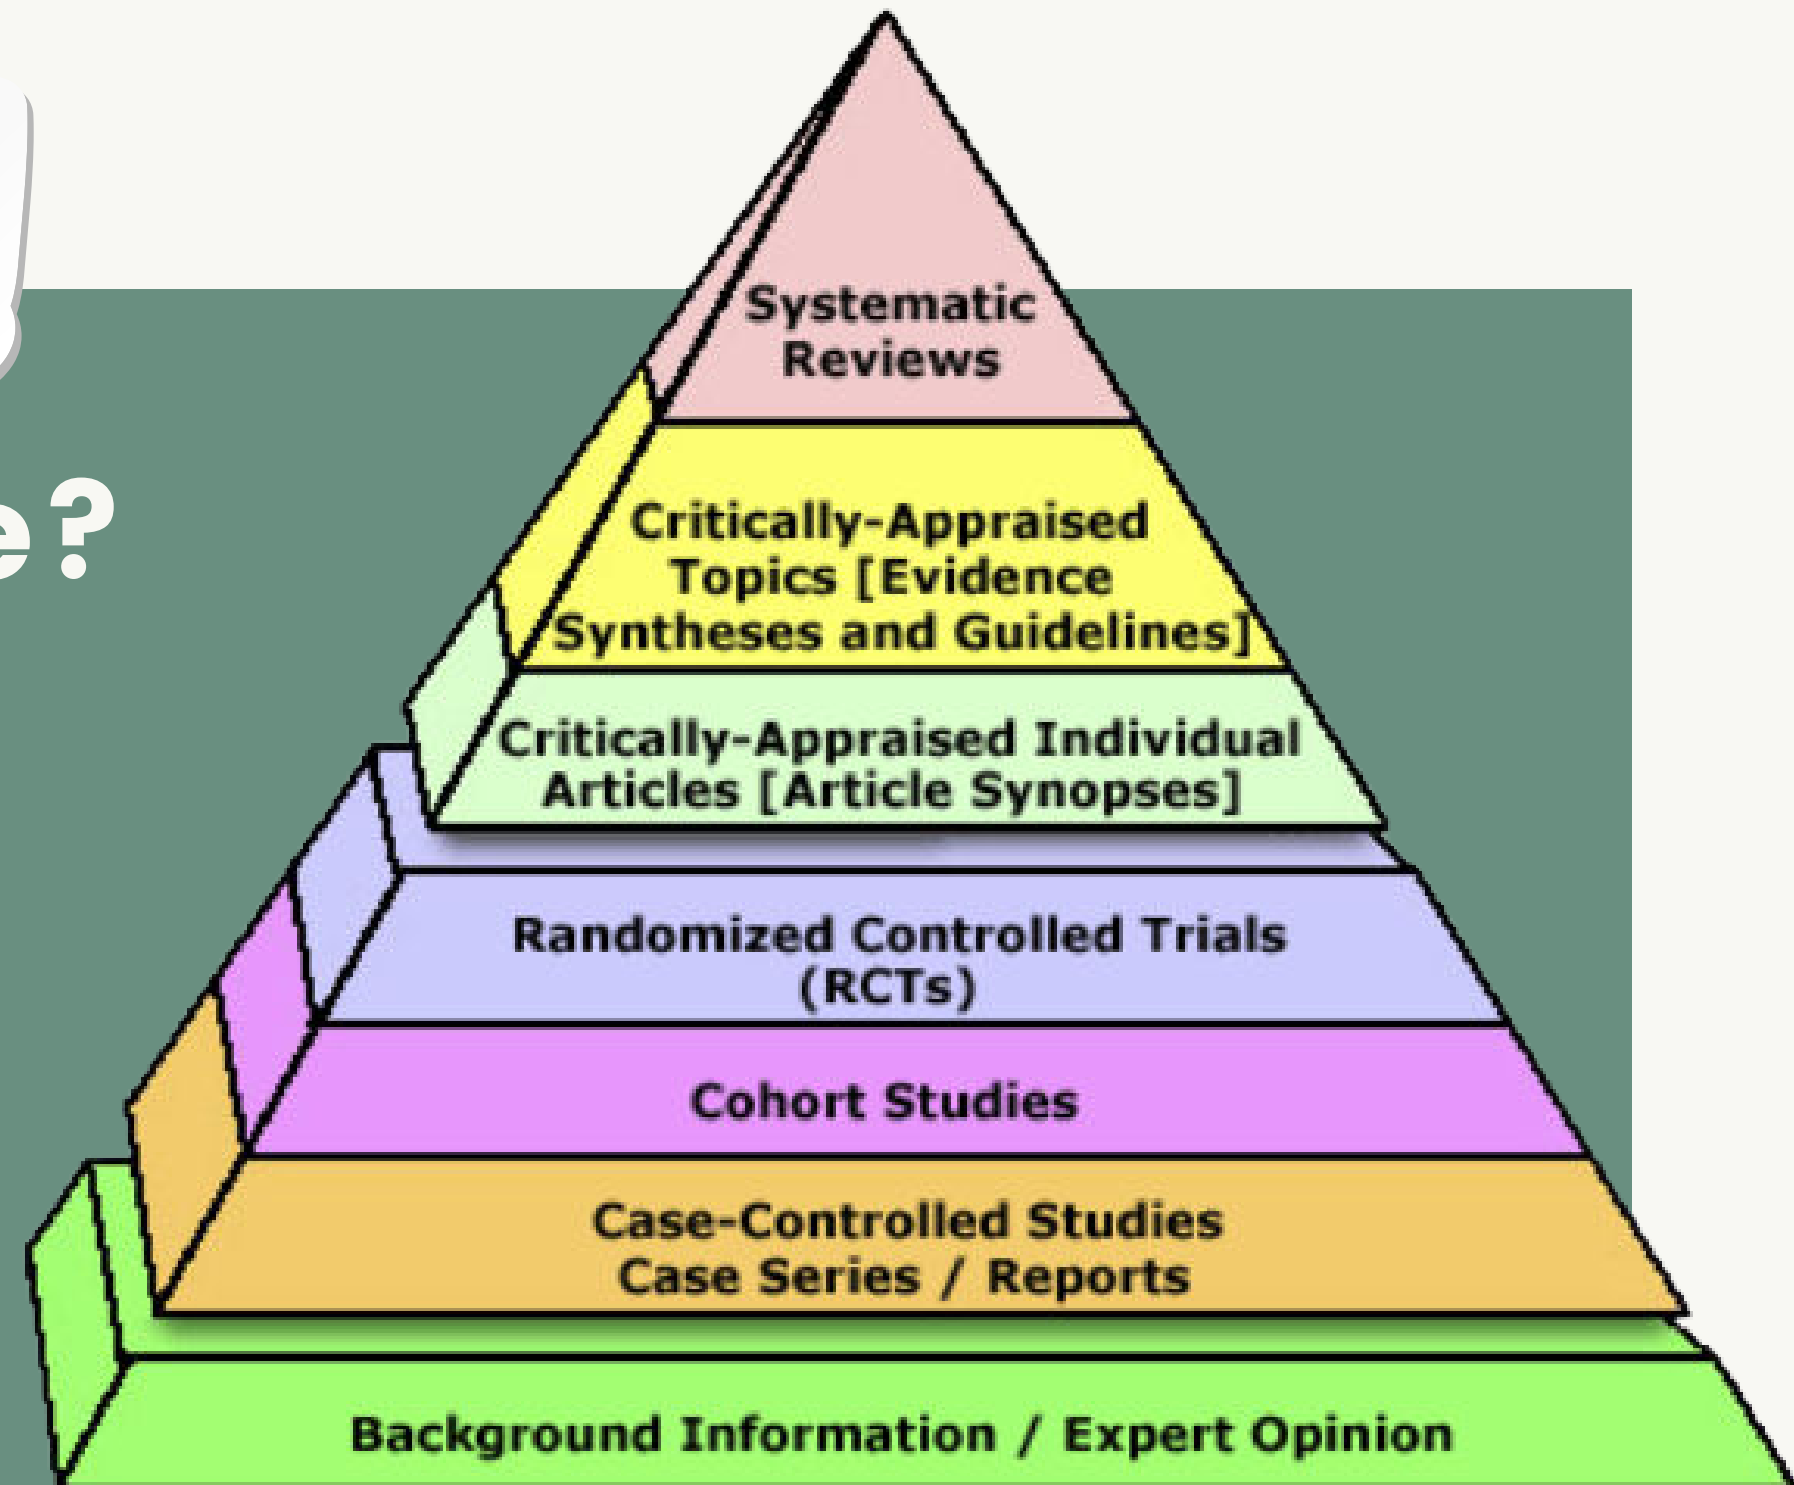 Systematic
Reviews
e?
Critically-Appraised
Topics [Evidence
Syntheses and Guidelines]
Critically-Appraised Individual
Articles [Article Synopses]
Randomized Controlled Trials
(RCTs)
Cohort Studies
Case-Controlled Studies
Case Series / Reports
Background Information / Expert Opinion